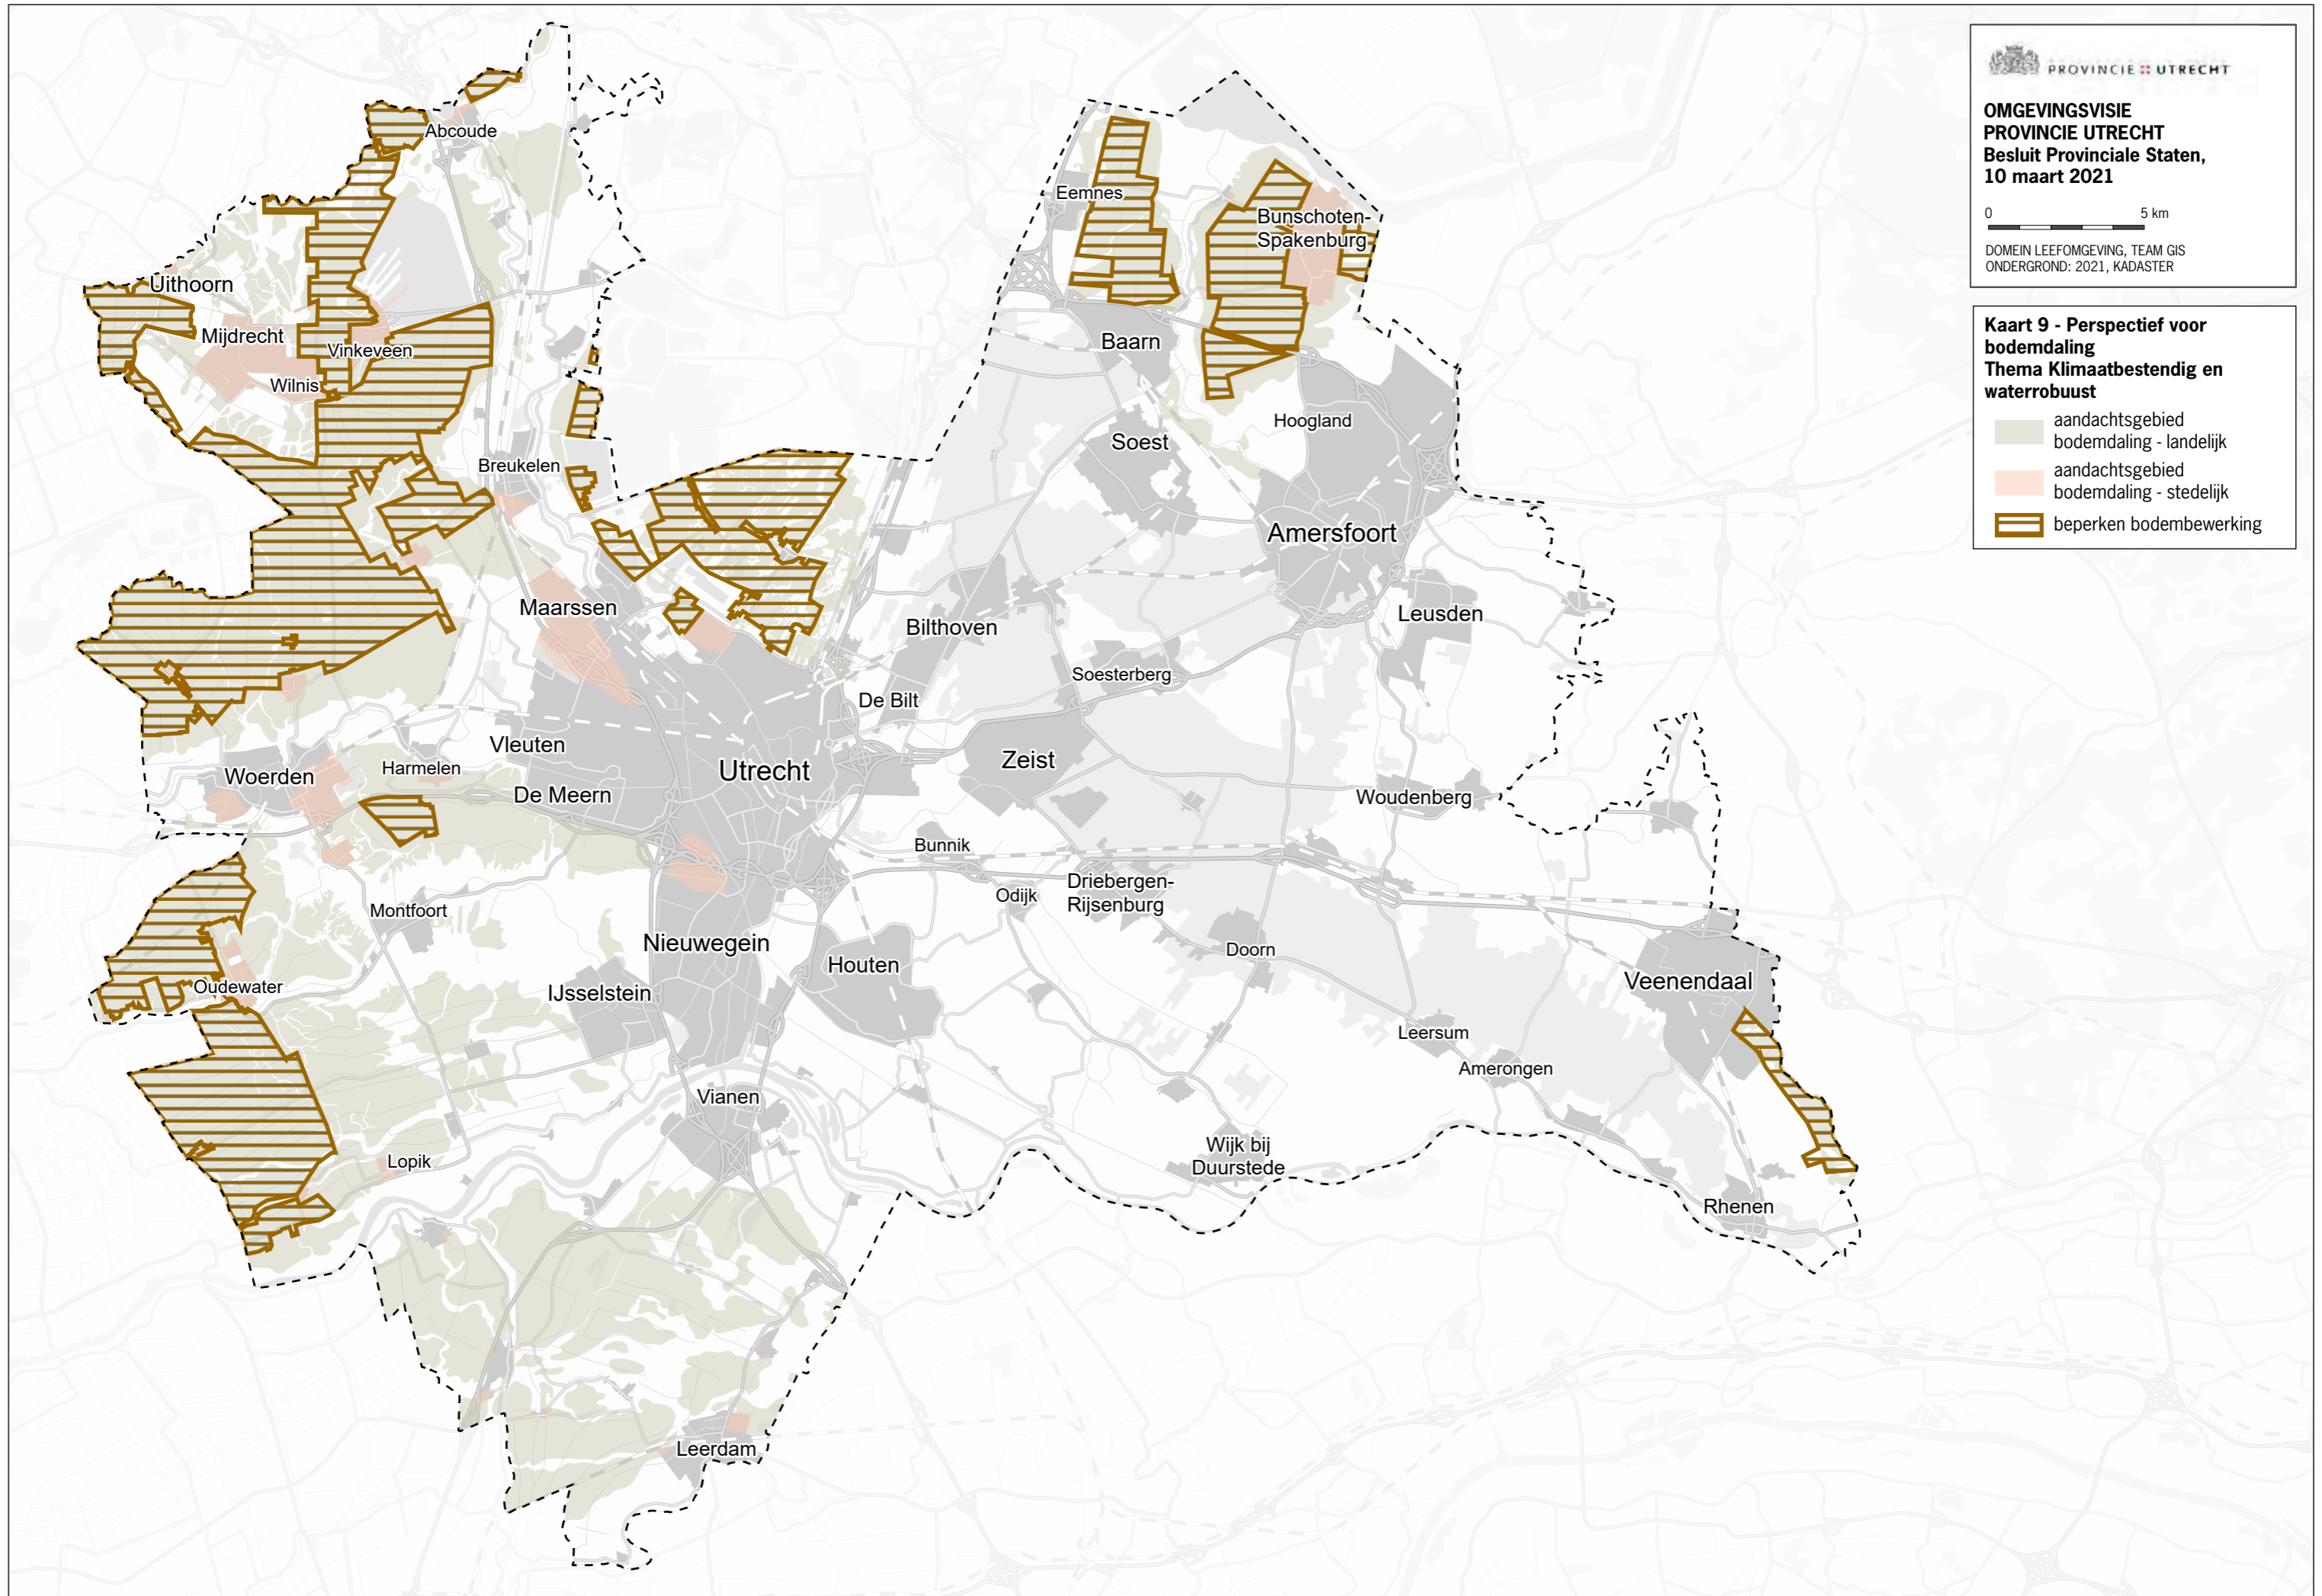 PROVINCIE UTRECHT
OMGEVINGSVISIE
PROVINCIE UTRECHT
Besluit Provinciale Staten,
10 maart 2021
0 5 km
DOMEIN LEEFOMGEVING, TEAM GIS
ONDERGROND: 2021, KADASTER
Kaart 9 - Perspectief voor
bodemdaling
Thema Klimaatbestendig en
waterrobuust
aandachtsgebied
bodemdaling - landelijk
aandachtsgebied
bodemdaling - stedelijk
beperken bodembewerking
Abcoude
Eemnes
Bunschoten-
Spakenburg
Uithoorn
Mijdrecht
Vinkeveen
Baarn
Wilnis
Hoogland
Soest
Breukelen
Amersfoort
Maarssen
Leusden
Bilthoven
Soesterberg
De Bilt
Vleuten
Zeist
Utrecht
Harmelen
Woerden
De Meern
Woudenberg
Bunnik
Driebergen-
Rijsenburg
Odijk
Montfoort
Nieuwegein
Doorn
Houten
Veenendaal
Oudewater
IJsselstein
Leersum
Amerongen
Vianen
Wijk bij
Duurstede
Lopik
Rhenen
Leerdam